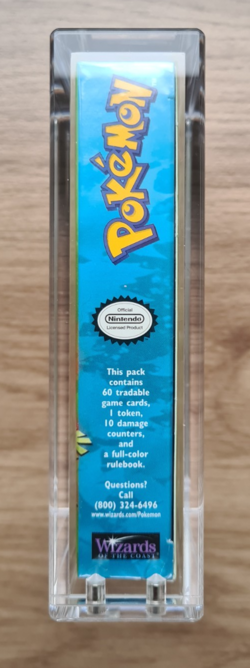 POKéMON
Official
Nintendo
Licensed Product
This pack
contains
60 tradable
game cards,
1 token,
10 damage
counters,
and
a full-color
rulebook.
Questions?
Call
(800) 324-6496
www.wizards.com/Pokemon
Wizards
OF THE COAST